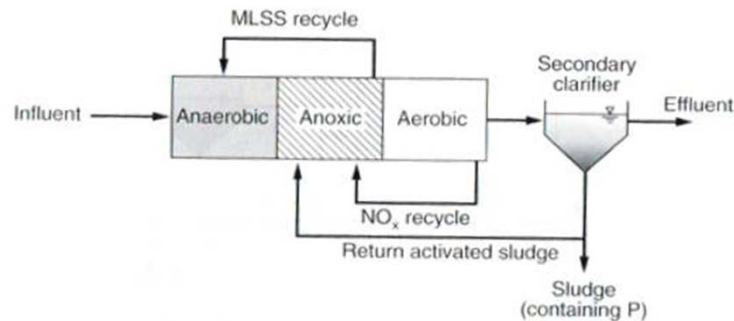 MLSS recycle
Secondary
clarifier
Influent
Anaerobic
Anoxic
Aerobic
Effluent
NOx recycle
Return activated sludge
Sludge
(containing P)